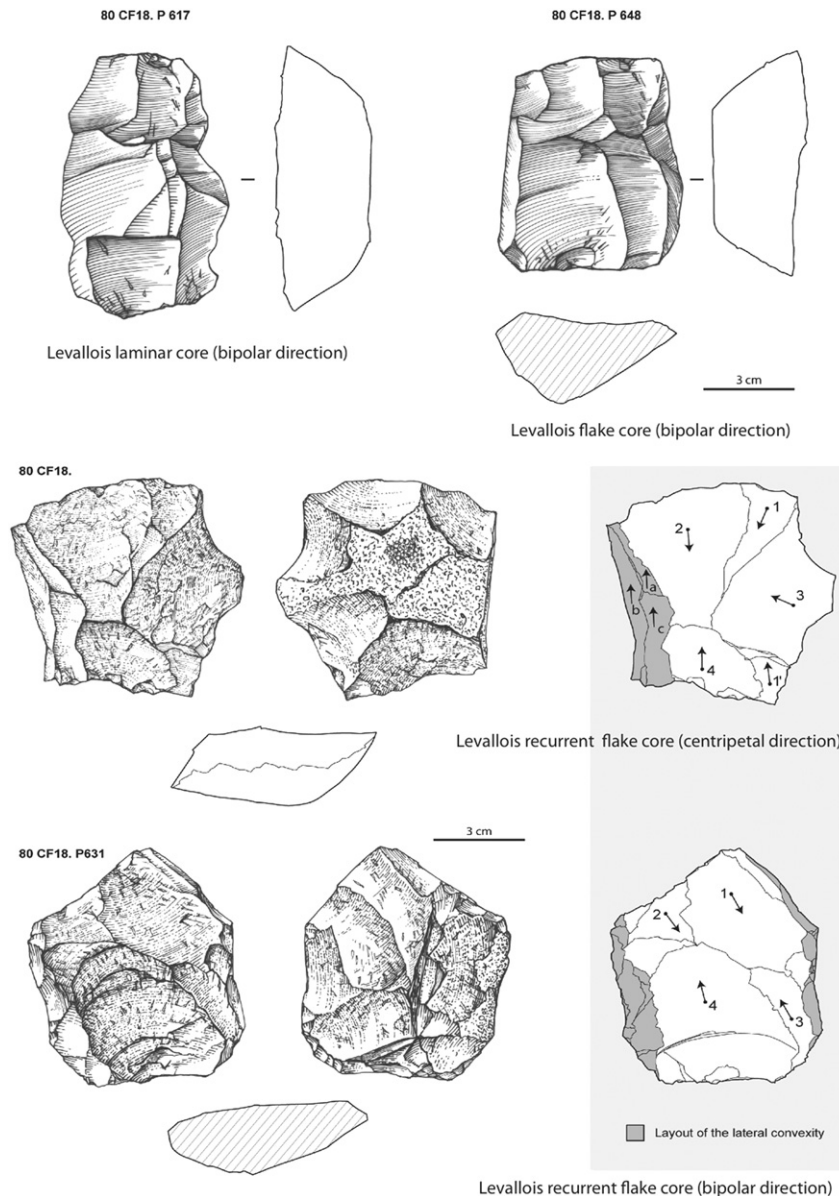 80 CF18. P 617
80 CF18. P 648
Levallois laminar core (bipolar direction)
3 cm
Levallois flake core (bipolar direction)
80 CF18.
1
2
a
b
3
c
4
1'
Levallois recurrent flake core (centripetal direction)
3 cm
80 CF18. P631
1
2
4
3
Layout of the lateral convexity
Levallois recurrent flake core (bipolar direction)